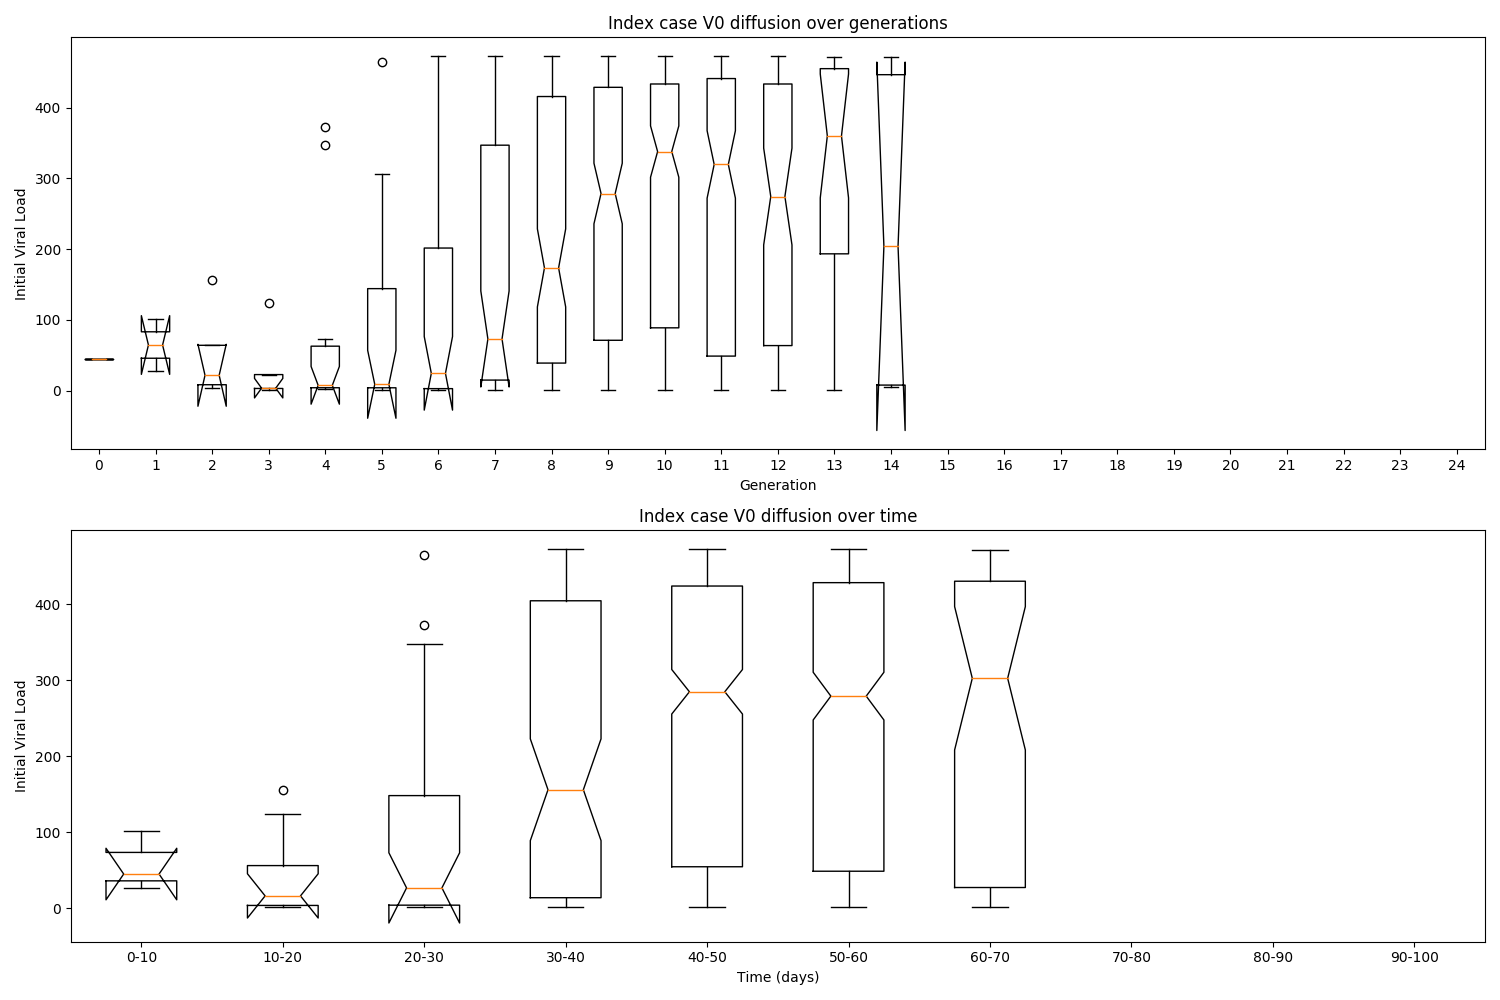 Index case V0 diffusion over generations
Initial Viral Load
400
300
200
100
0
0 1 2 3 4 5 6 7 8 9 10 11 12 13 14 15 16 17 18 19 20 21 22 23 24
Generation
Index case V0 diffusion over time
Initial Viral Load
400
300
200
100
0
0-10 10-20 20-30 30-40 40-50 50-60 60-70 70-80 80-90 90-100
Time (days)